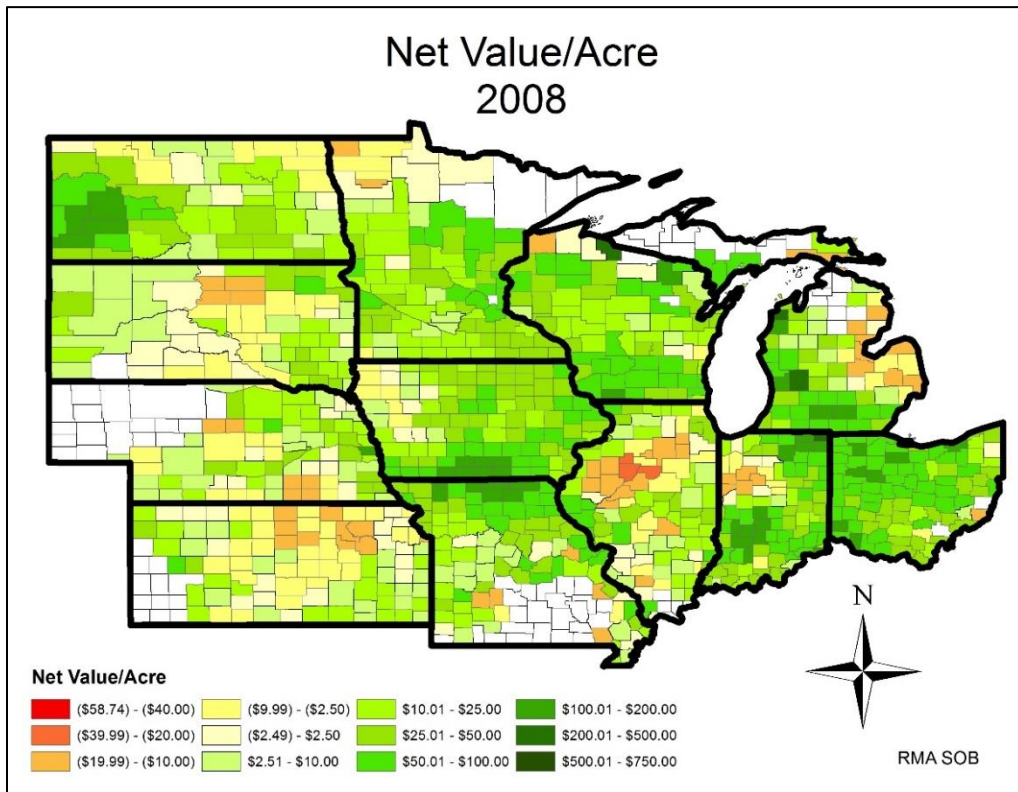 Net Value/Acre
2008
N
Net Value/Acre
($58.74) - ($40.00) ($9.99) - ($2.50) $10.01 - $25.00 $100.01 - $200.00
($39.99) - ($20.00) ($2.49) - $2.50 $25.01 - $50.00 $200.01 - $500.00
($19.99) - ($10.00) $2.51 - $10.00 $50.01 - $100.00 $500.01 - $750.00
RMA SOB